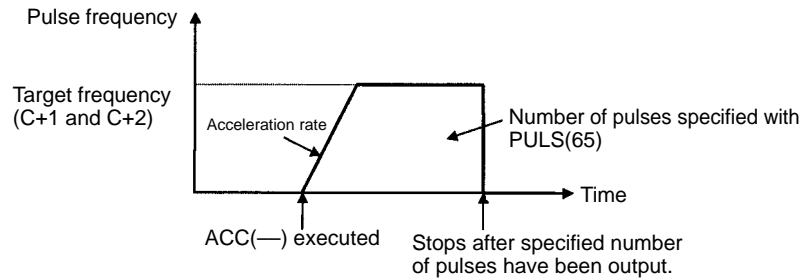 Pulse frequency
Target frequency
(C+1 and C+2)
Acceleration rate
Number of pulses specified with
PULS(65)
Time
ACC(––) executed
Stops after specified number
of pulses have been output.